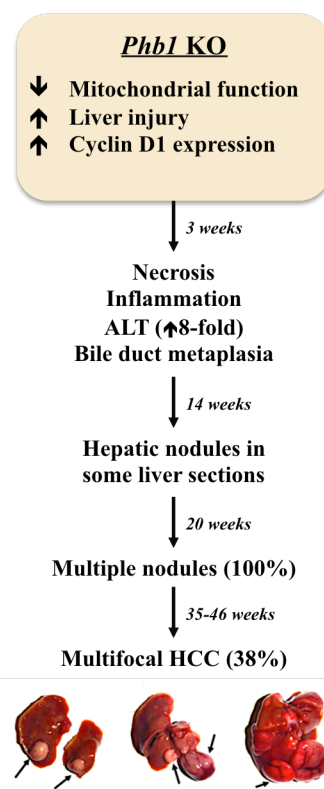 Phb1 KO
↓ Mitochondrial function
↑ Liver injury
↑ Cyclin D1 expression
3 weeks
Necrosis
Inflammation
ALT (↑8-fold)
Bile duct metaplasia
14 weeks
Hepatic nodules in
some liver sections
20 weeks
Multiple nodules (100%)
35-46 weeks
Multifocal HCC (38%)